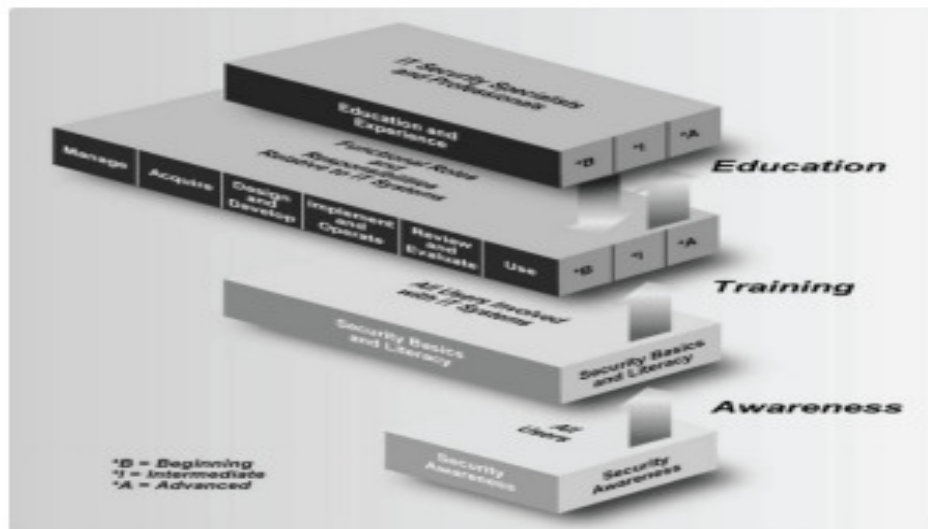 IT Security Specialists
and Professionals
Education and
Experience
*B
*I
*A
Education
Functional Roles
and
Responsibilities
Relative to IT Systems
Manage
Acquire
Design
and
Develop
Implement
and
Operate
Review
and
Evaluate
Use
*B
*I
*A
Training
All Users Involved
with IT Systems
Security Basics
and Literacy
Security Basics
and Literacy
Awareness
All
Users
Security
Awareness
Security
Awareness
*B = Beginning
*I = Intermediate
*A = Advanced